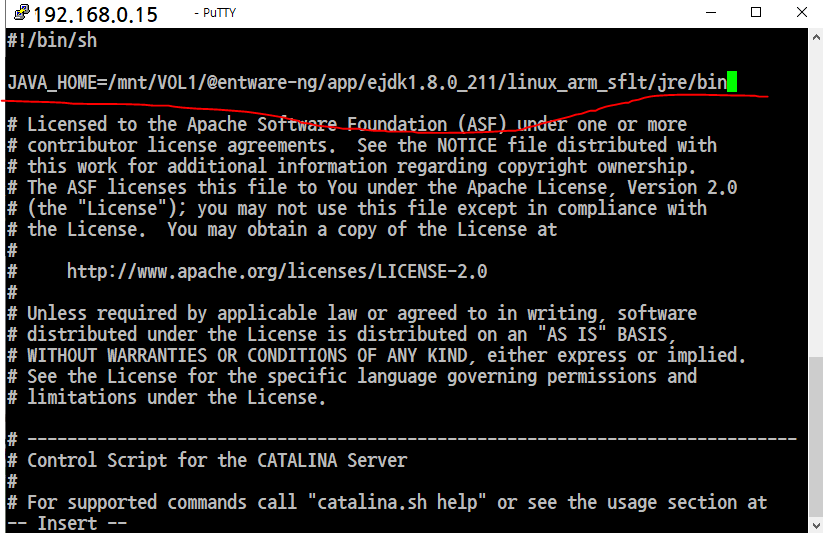 192.168.0.15 - PuTTY
#!/bin/sh
JAVA_HOME=/mnt/VOL1/@entware-ng/app/ejdk1.8.0_211/linux_arm_sflt/jre/bin
# Licensed to the Apache Software Foundation (ASF) under one or more
# contributor license agreements.  See the NOTICE file distributed with
# this work for additional information regarding copyright ownership.
# The ASF licenses this file to You under the Apache License, Version 2.0
# (the "License"); you may not use this file except in compliance with
# the License.  You may obtain a copy of the License at
#
#     http://www.apache.org/licenses/LICENSE-2.0
#
# Unless required by applicable law or agreed to in writing, software
# distributed under the License is distributed on an "AS IS" BASIS,
# WITHOUT WARRANTIES OR CONDITIONS OF ANY KIND, either express or implied.
# See the License for the specific language governing permissions and
# limitations under the License.
# -----------------------------------------------------------------------------
# Control Script for the CATALINA Server
#
# For supported commands call "catalina.sh help" or see the usage section at
-- Insert --